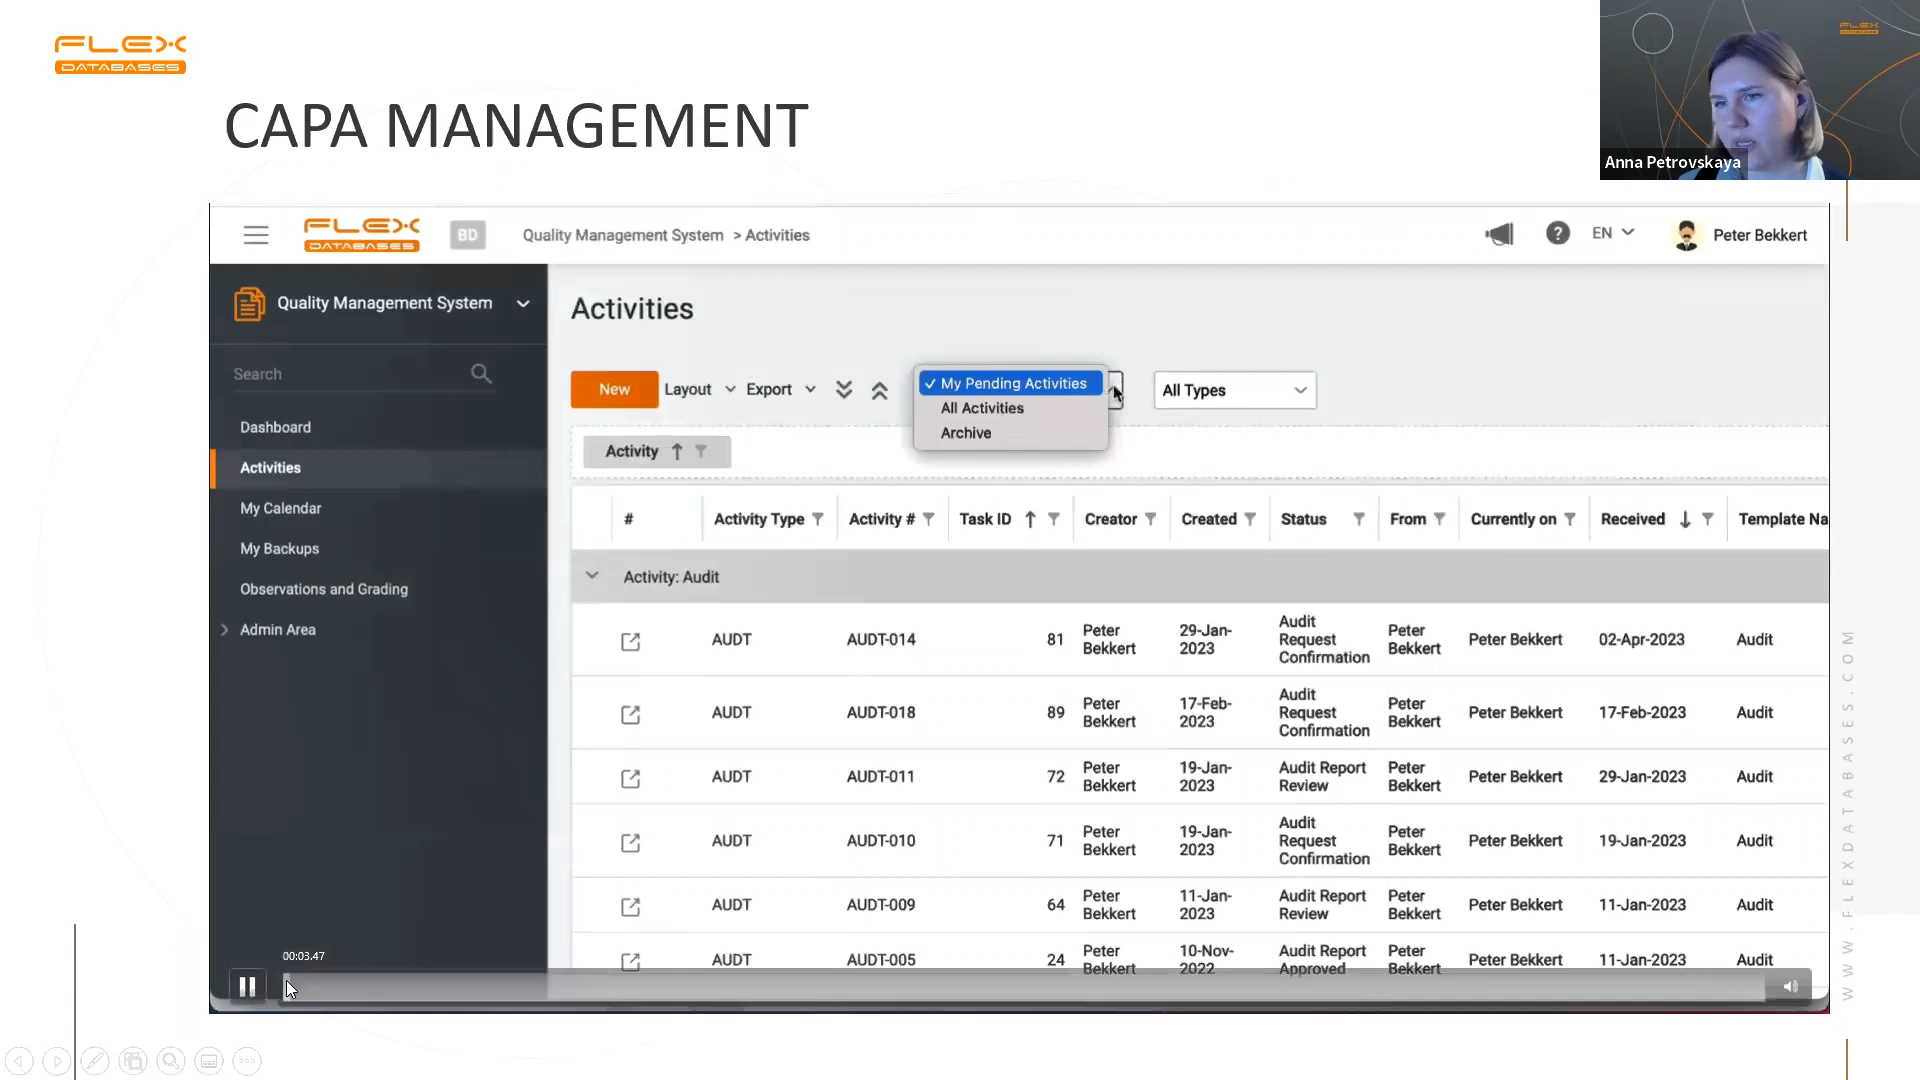 FLEX
DATABASES
CAPA MANAGEMENT
FLEX
Anna Petrovskaya
FLEX
DATABASES
BD
Quality Management System > Activities
?
EN
Peter Bekkert
Quality Management System
Search
Dashboard
Activities
My Calendar
My Backups
Observations and Grading
Admin Area
Activities
New
Layout
Export
✓ My Pending Activities
All Activities
Archive
All Types
Activity
# Activity Type Activity # Task ID Creator Created Status From Currently on Received Template Na
Activity: Audit
AUDT AUDT-014 81 Peter Bekkert 29-Jan-2023 Audit Request Confirmation Peter Bekkert Peter Bekkert 02-Apr-2023 Audit
AUDT AUDT-018 89 Peter Bekkert 17-Feb-2023 Audit Request Confirmation Peter Bekkert Peter Bekkert 17-Feb-2023 Audit
AUDT AUDT-011 72 Peter Bekkert 19-Jan-2023 Audit Report Review Peter Bekkert Peter Bekkert 29-Jan-2023 Audit
AUDT AUDT-010 71 Peter Bekkert 19-Jan-2023 Audit Request Confirmation Peter Bekkert Peter Bekkert 19-Jan-2023 Audit
AUDT AUDT-009 64 Peter Bekkert 11-Jan-2023 Audit Report Review Peter Bekkert Peter Bekkert 11-Jan-2023 Audit
AUDT AUDT-005 24 Peter Bekkert 10-Nov-2022 Audit Report Approved Peter Bekkert Peter Bekkert 11-Jan-2023 Audit
00:03.47
WWW.FLEXDATABASES.COM